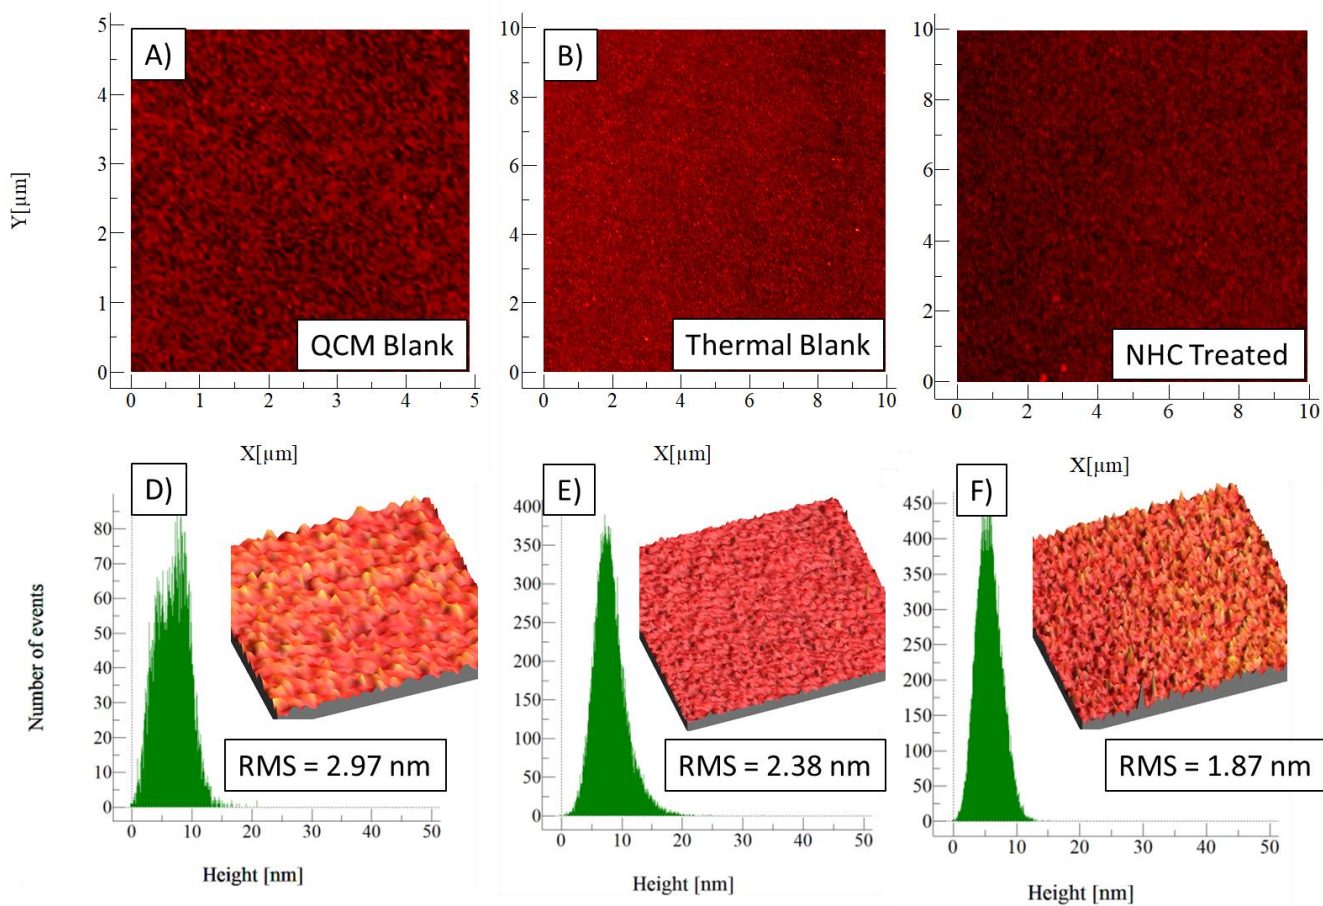 A)
B)
QCM Blank
Thermal Blank
NHC Treated
Y[µm]
5
4
3
2
1
0
0 1 2 3 4 5
X[µm]
10
8
6
4
2
0
0 2 4 6 8 10
X[µm]
10
8
6
4
2
0
0 2 4 6 8 10
X[µm]
D)
E)
F)
Number of events
80
70
60
50
40
30
20
10
0
RMS = 2.97 nm
0 10 20 30 40 50
Height [nm]
400
350
300
250
200
150
100
50
0
RMS = 2.38 nm
0 10 20 30 40 50
Height [nm]
450
400
350
300
250
200
150
100
50
0
RMS = 1.87 nm
0 10 20 30 40 50
Height [nm]